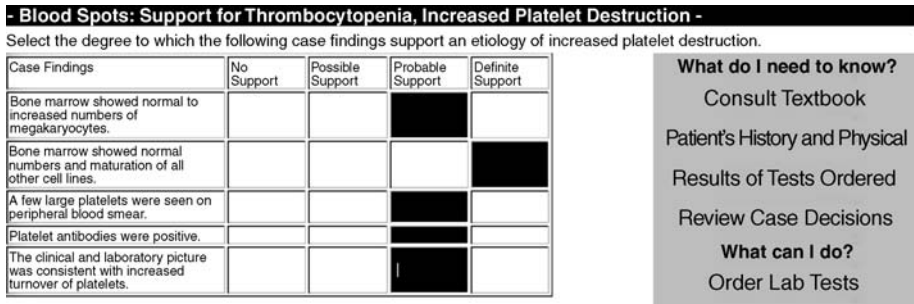 - Blood Spots: Support for Thrombocytopenia, Increased Platelet Destruction -
Select the degree to which the following case findings support an etiology of increased platelet destruction.
Case Findings
No
Support
Possible
Support
Probable
Support
Definite
Support
Bone marrow showed normal to
increased numbers of
megakaryocytes.
Bone marrow showed normal
numbers and maturation of all
other cell lines.
A few large platelets were seen on
peripheral blood smear.
Platelet antibodies were positive.
The clinical and laboratory picture
was consistent with increased
turnover of platelets.
What do I need to know?
Consult Textbook
Patient's History and Physical
Results of Tests Ordered
Review Case Decisions
What can I do?
Order Lab Tests